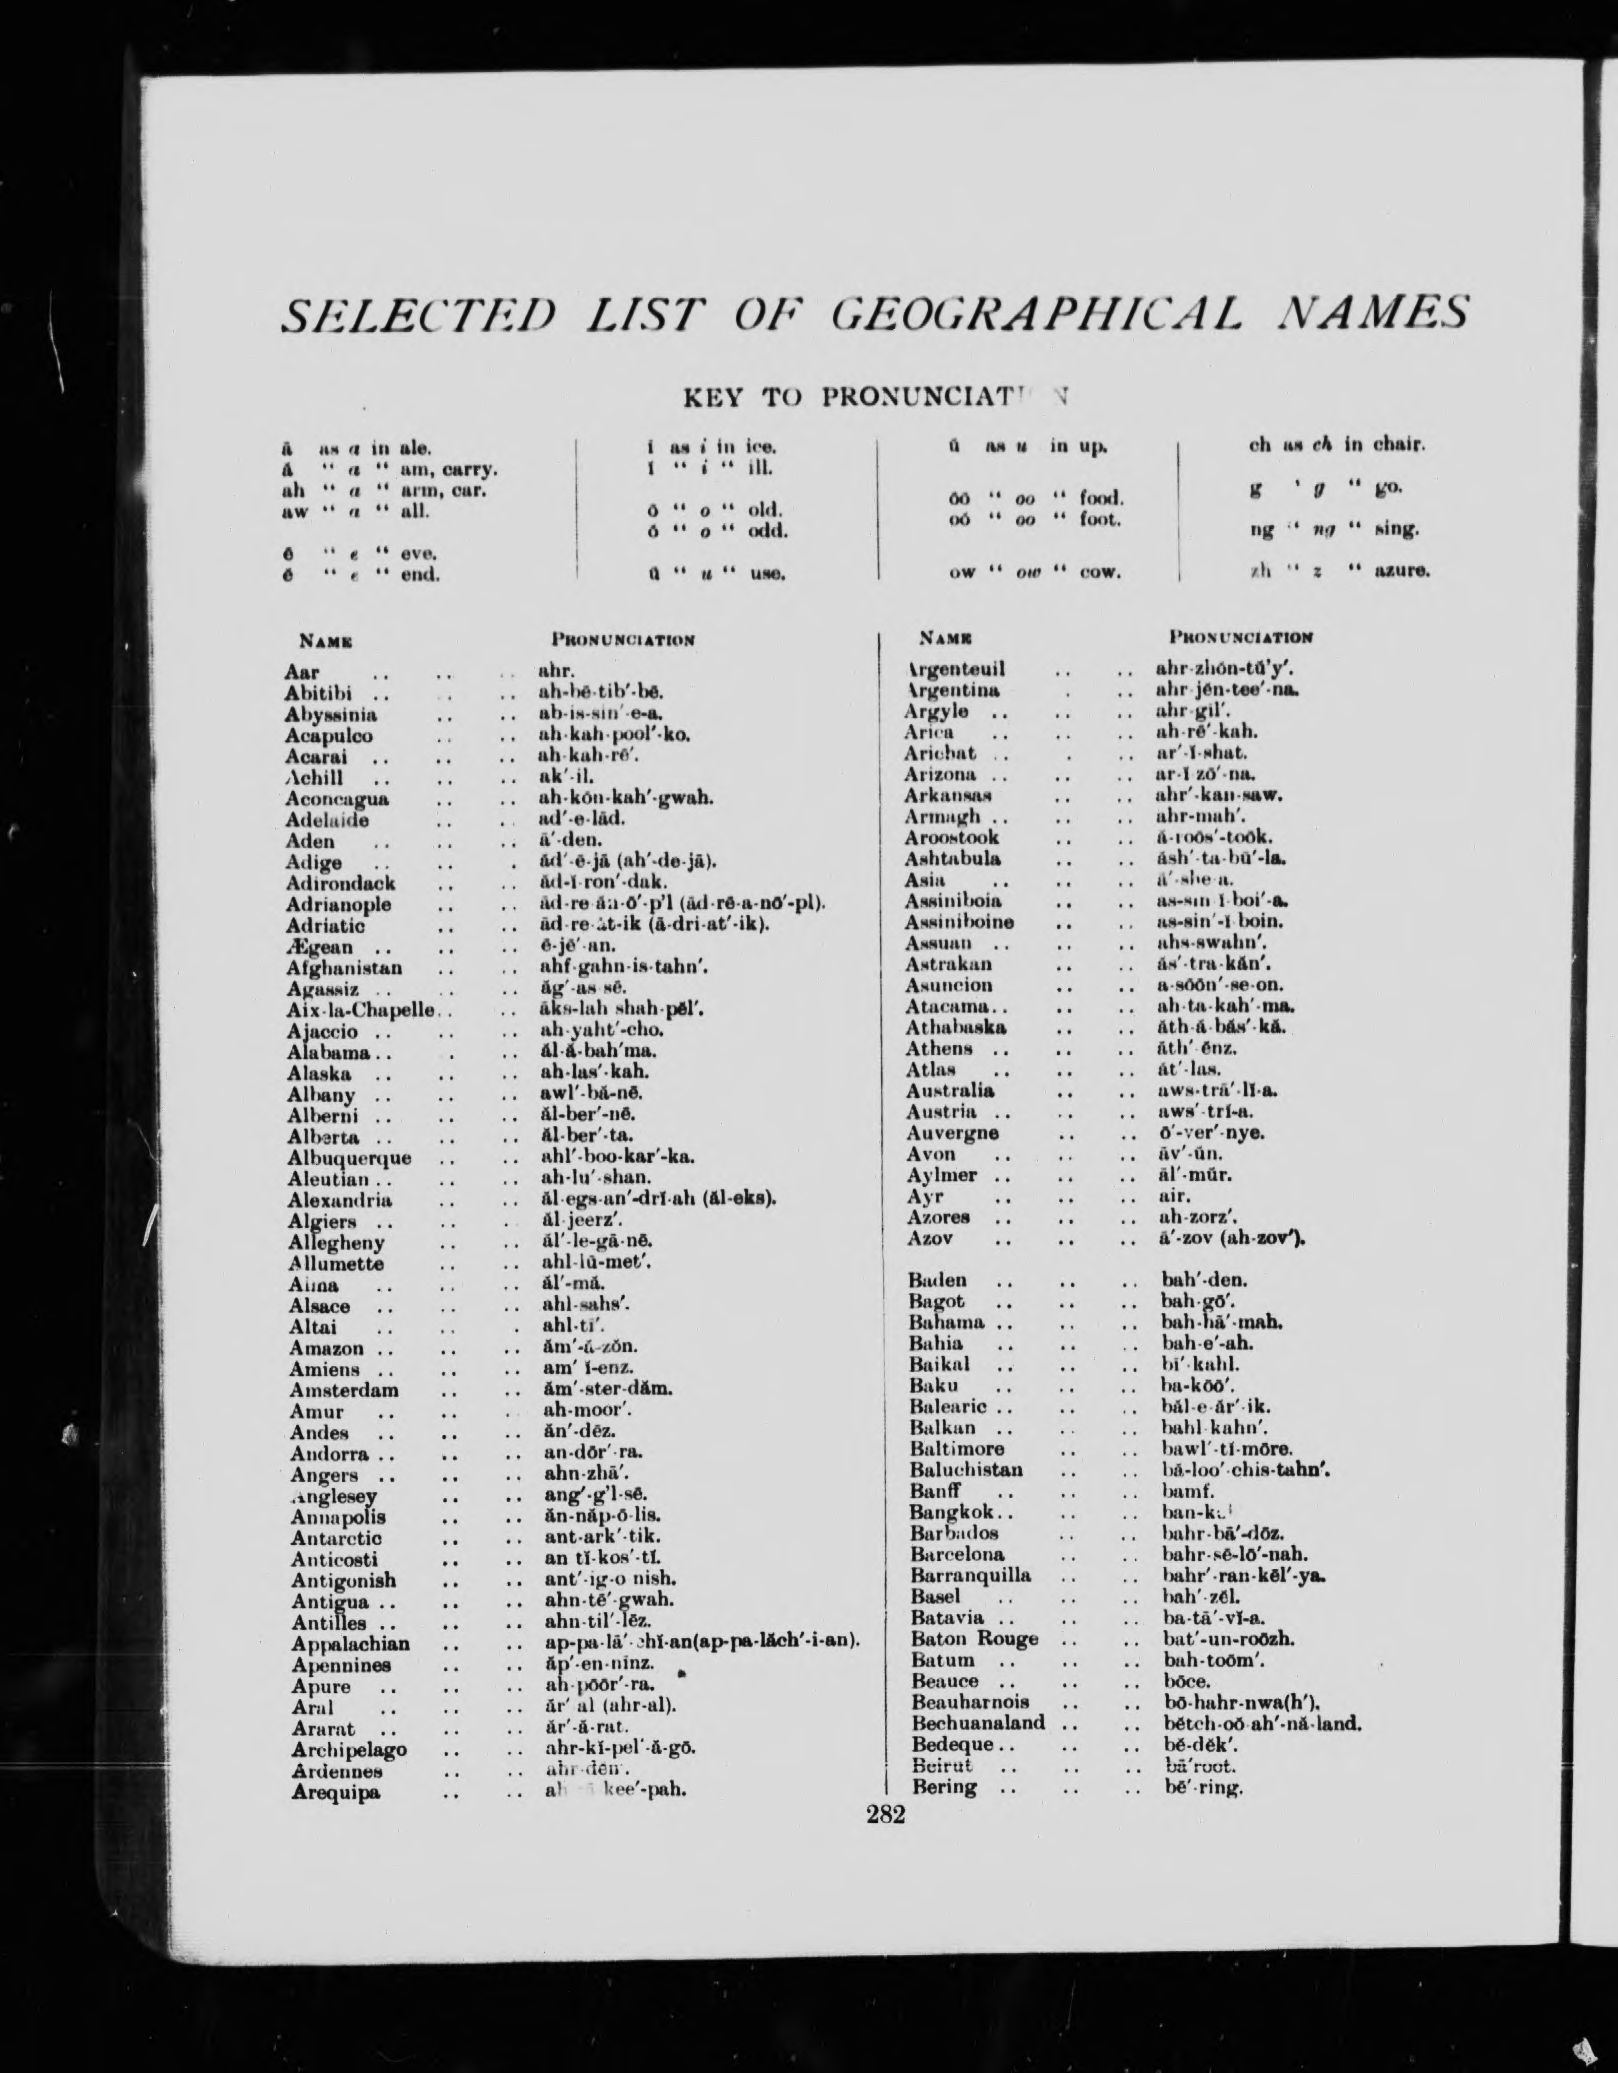 SELECTED LIST OF GEOGRAPHICAL NAMES
KEY TO PRONUNCIAT N
ā as a in ale.
ă " a " am, carry.
ah " a " arm, car.
aw " a " all.
ē " e " eve.
ĕ " e " end.
ī as i in ice.
ĭ " i " ill.
ō " o " old.
ŏ " o " odd.
ū " u " use.
ŭ as u in up.
ōō " oo " food.
oŏ " oo " foot.
ow " ow " cow.
ch as ch in chair.
g ' g " go.
ng " ng " sing.
zh " z " azure.
NAME PRONUNCIATION
Aar .. .. .. ahr.
Abitibi .. .. .. ah-bē-tib′-bē.
Abyssinia .. .. ab-is-sin′-e-a.
Acapulco .. .. ah-kah-pool′-ko.
Acarai .. .. .. ah-kah-rē′.
Achill .. .. .. ak′-il.
Aconcagua .. .. ah-kŏn-kah′-gwah.
Adelaide .. .. ad′-e-lād.
Aden .. .. .. ā′-den.
Adige .. .. . ăd′-ē-jā (ah′-de-jā).
Adirondack .. .. ăd-ĭ-ron′-dak.
Adrianople .. .. ād-re-ăn-ō′-p'l (ād-rē-a-nō′-pl).
Adriatic .. .. ād-re-ăt-ik (ā-dri-at′-ik).
Ægean .. .. .. ē-jē′-an.
Afghanistan .. .. ahf-gahn-is-tahn′.
Agassiz .. .. .. ăg′-as sē.
Aix-la-Chapelle.. .. āks-lah shah-pĕl′.
Ajaccio .. .. .. ah-yaht′-cho.
Alabama .. . .. ăl-ă-bah′ma.
Alaska .. .. .. ah-las′-kah.
Albany .. .. .. awl′-bă-nē.
Alberni .. .. .. ăl-ber′-nē.
Alberta .. .. .. ăl-ber′-ta.
Albuquerque .. .. ahl′-boo-kar′-ka.
Aleutian .. .. .. ah-lu′-shan.
Alexandria .. .. ăl-egs-an′-drĭ-ah (ăl-eks).
Algiers .. .. . ăl-jeerz′.
Allegheny .. .. ăl′-le-gā-nē.
Allumette .. .. ahl-lū-met′.
Alma .. .. .. ăl′-mă.
Alsace .. .. .. ahl-sahs′.
Altai .. .. . ahl-tī′.
Amazon .. .. .. ăm′-ă-zŏn.
Amiens .. .. .. am′ ĭ-enz.
Amsterdam .. .. ăm′-ster-dăm.
Amur .. .. . ah-moor′.
Andes .. .. .. ăn′-dēz.
Andorra .. .. .. an-dŏr′-ra.
Angers .. .. .. ahn-zhā′.
Anglesey .. .. ang′-g'l-sē.
Annapolis .. .. ăn-năp-ō-lis.
Antarctic .. .. ant-ark′-tik.
Anticosti .. .. an tĭ-kos′-tĭ.
Antigonish .. .. ant′-ig-o nish.
Antigua .. .. .. ahn-tē′-gwah.
Antilles .. .. .. ahn-til′-lēz.
Appalachian .. .. ap-pa-lā′-chĭ-an(ap-pa-lăch′-i-an).
Apennines .. .. ăp′-en-ninz.
Apure .. .. .. ah-pōōr′-ra.
Aral .. .. .. ăr′ al (ahr-al).
Ararat .. .. .. ăr′-ă-rat.
Archipelago .. .. ahr-kĭ-pel′-ă-gō.
Ardennes .. .. ahr-dĕn′.
Arequipa .. .. kee′-pah.
NAME PRONUNCIATION
Argenteuil .. .. ahr-zhŏn-tŭ'y′.
Argentina . .. ahr-jĕn-tee′-na.
Argyle .. .. .. ahr-gil′.
Arica .. .. .. ah-rē′-kah.
Arichat .. . .. ar′-ĭ-shat.
Arizona .. .. .. ar-ĭ zō′-na.
Arkansas .. .. ahr′-kan-saw.
Armagh .. .. .. ahr-mah′.
Aroostook .. .. ă-roŏs′-toŏk.
Ashtabula .. .. ăsh′-ta-bū′-la.
Asia .. .. .. ā′-she-a.
Assiniboia .. .. as-sin ĭ-boi′-a.
Assiniboine .. .. as-sin′-ĭ boin.
Assuan .. .. .. ahs-swahn′.
Astrakan .. .. ăs′-tra-kăn′.
Asuncion .. .. a-sōōn′-se-on.
Atacama .. .. .. ah-ta-kah′-ma.
Athabaska .. .. ăth-ă-băs′-kă.
Athens .. .. .. ăth′-ĕnz.
Atlas .. .. .. ăt′-las.
Australia .. .. aws-trā′-lĭ-a.
Austria .. .. .. aws′-trĭ-a.
Auvergne .. .. ō′-ver′-nye.
Avon .. .. .. āv′-ŭn.
Aylmer .. .. .. āl′-mŭr.
Ayr .. .. .. air.
Azores .. .. .. ah-zorz′.
Azov .. .. .. ā′-zov (ah-zov′).
Baden .. .. .. bah′-den.
Bagot .. .. .. bah-gō′.
Bahama .. .. .. bah-hā′-mah.
Bahia .. .. .. bah-e′-ah.
Baikal .. .. .. bī′-kahl.
Baku .. .. .. ba-kōō′.
Balearic .. .. .. băl-e-ăr′-ik.
Balkan .. .. .. bahl-kahn′.
Baltimore .. .. bawl′-tĭ-mōre.
Baluchistan .. .. bă-loo′-chis-tahn′.
Banff .. .. .. bamf.
Bangkok .. .. ..
Barbados .. .. bahr-bā′-dōz.
Barcelona .. .. bahr-sē-lō′-nah.
Barranquilla .. .. bahr′-ran-kēl′-ya.
Basel .. .. .. bah′-zĕl.
Batavia .. .. .. ba-tā′-vĭ-a.
Baton Rouge .. .. bat′-un-roōzh.
Batum .. .. .. bah-toōm′.
Beauce .. .. .. bōce.
Beauharnois .. .. bō-hahr-nwa(h′).
Bechuanaland .. .. bĕtch-oŏ ah′-nă-land.
Bedeque .. .. .. bĕ-dĕk′.
Beirut .. .. .. bā′root.
Bering .. .. .. bē′-ring.
282